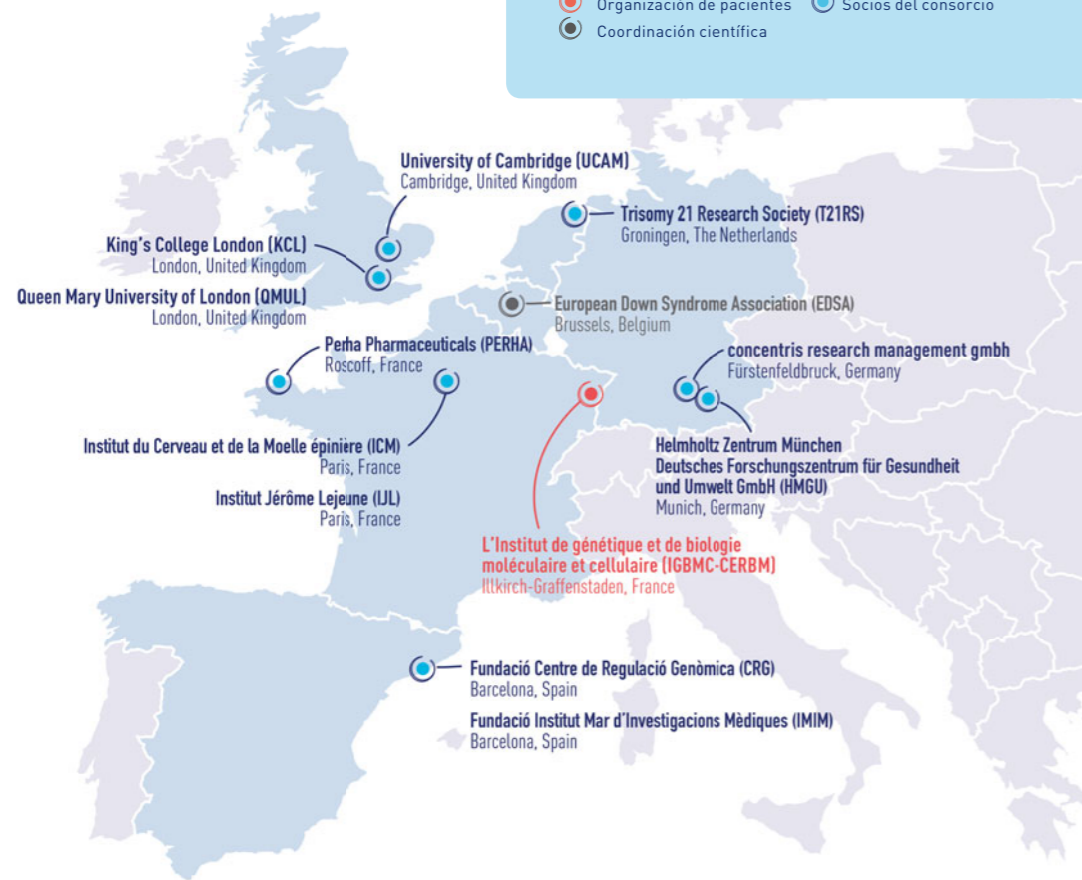 Organización de pacientes
Socios del consorcio
Coordinación científica
University of Cambridge (UCAM)
Cambridge, United Kingdom
Trisomy 21 Research Society (T21RS)
Groningen, The Netherlands
King's College London (KCL)
London, United Kingdom
Queen Mary University of London (QMUL)
London, United Kingdom
European Down Syndrome Association (EDSA)
Brussels, Belgium
Perha Pharmaceuticals (PERHA)
Roscoff, France
concentris research management gmbh
Fürstenfeldbruck, Germany
Institut du Cerveau et de la Moelle épinière (ICM)
Paris, France
Institut Jérôme Lejeune (IJL)
Paris, France
Helmholtz Zentrum München
Deutsches Forschungszentrum für Gesundheit
und Umwelt GmbH (HMGU)
Munich, Germany
L'Institut de génétique et de biologie
moléculaire et cellulaire (IGBMC-CERBM)
Illkirch-Graffenstaden, France
Fundació Centre de Regulació Genòmica (CRG)
Barcelona, Spain
Fundació Institut Mar d'Investigacions Mèdiques (IMIM)
Barcelona, Spain